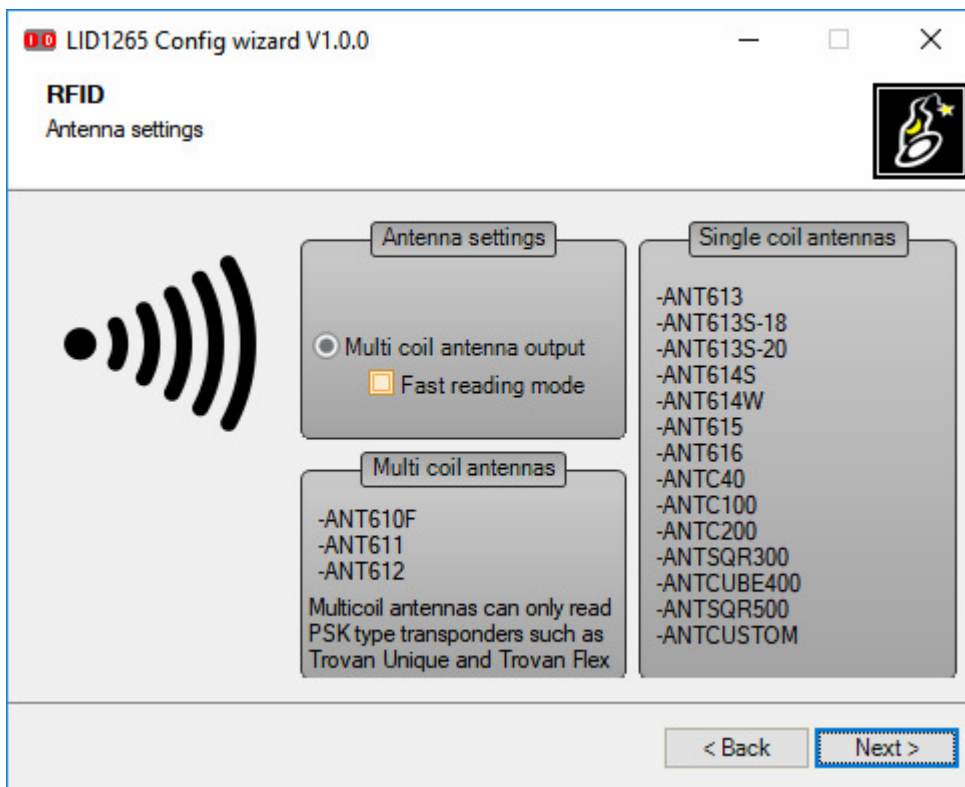 ID LID1265 Config wizard V1.0.0
RFID
Antenna settings
Antenna settings
Multi coil antenna output
Fast reading mode
Multi coil antennas
-ANT610F
-ANT611
-ANT612
Multicoil antennas can only read
PSK type transponders such as
Trovan Unique and Trovan Flex
Single coil antennas
-ANT613
-ANT613S-18
-ANT613S-20
-ANT614S
-ANT614W
-ANT615
-ANT616
-ANTC40
-ANTC100
-ANTC200
-ANTSQR300
-ANTCUBE400
-ANTSQR500
-ANTCUSTOM
< Back
Next >